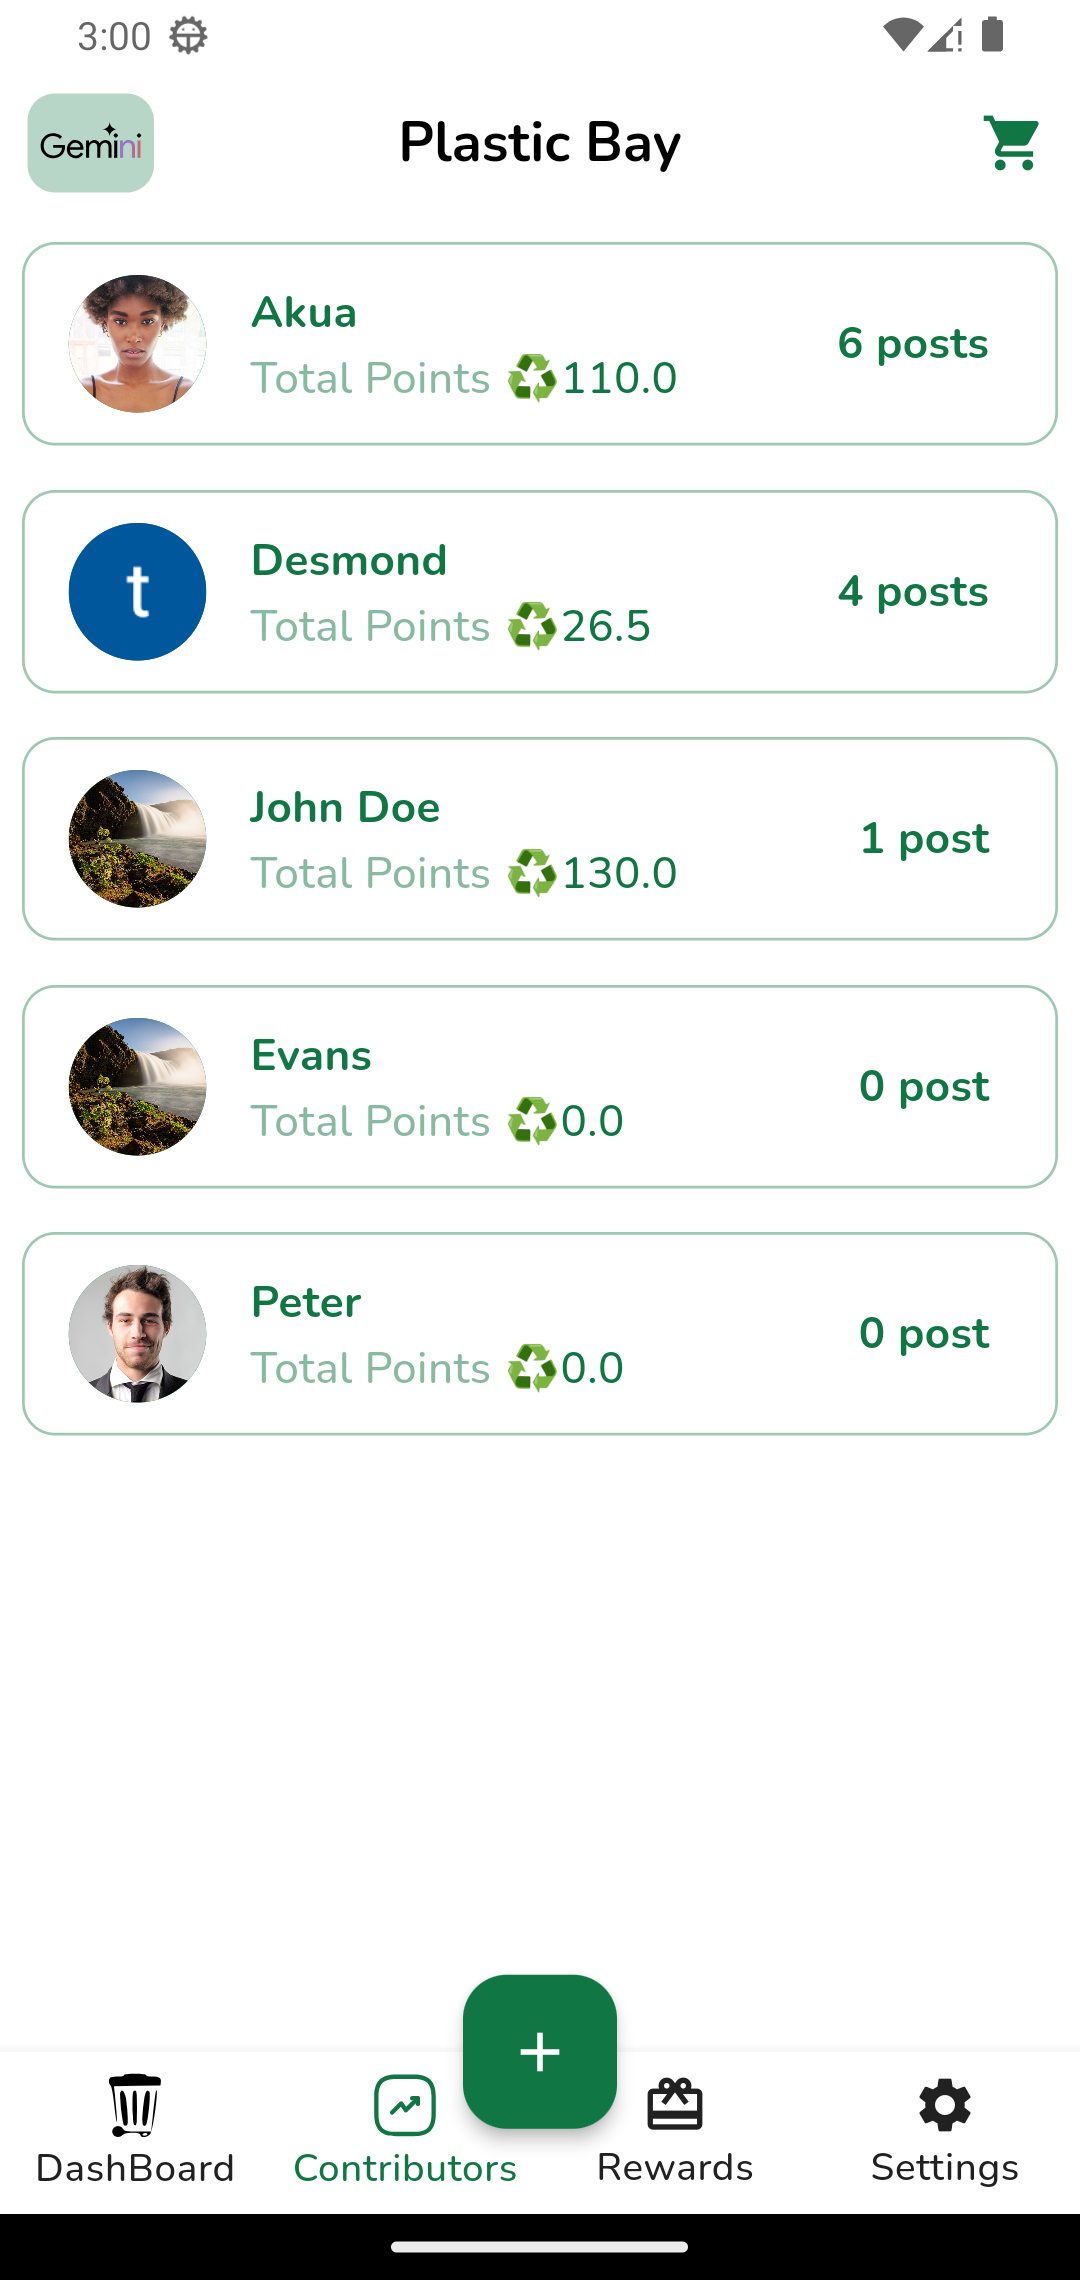 3:00
Gemini
Plastic Bay
Akua
Total Points ♻️110.0
6 posts
t
Desmond
Total Points ♻️26.5
4 posts
John Doe
Total Points ♻️130.0
1 post
Evans
Total Points ♻️0.0
0 post
Peter
Total Points ♻️0.0
0 post
+
DashBoard
Contributors
Rewards
Settings